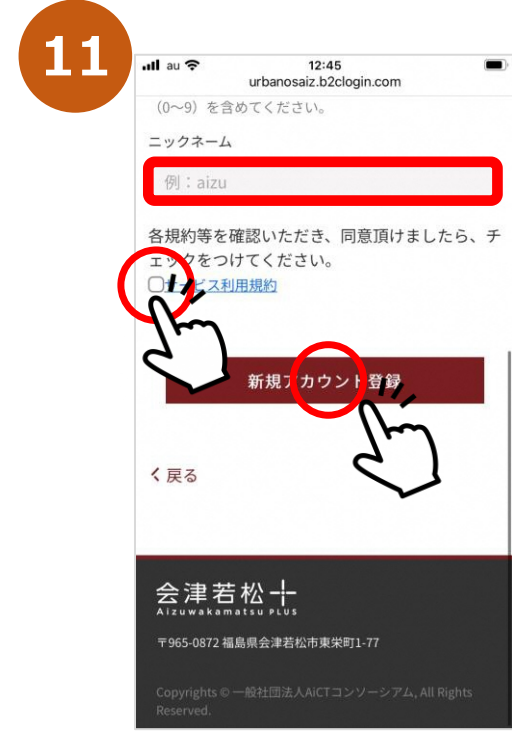 11
au 12:45
urbanosaiz.b2clogin.com
（0～9）を含めてください。
ニックネーム
例：aizu
各規約等を確認いただき、同意頂けましたら、チ
ェックをつけてください。
サービス利用規約
新規アカウント登録
戻る
会津若松
Aizuwakamatsu PLUS
〒965-0872 福島県会津若松市東栄町1-77
Copyrights © 一般社団法人AiCTコンソーシアム, All Rights
Reserved.